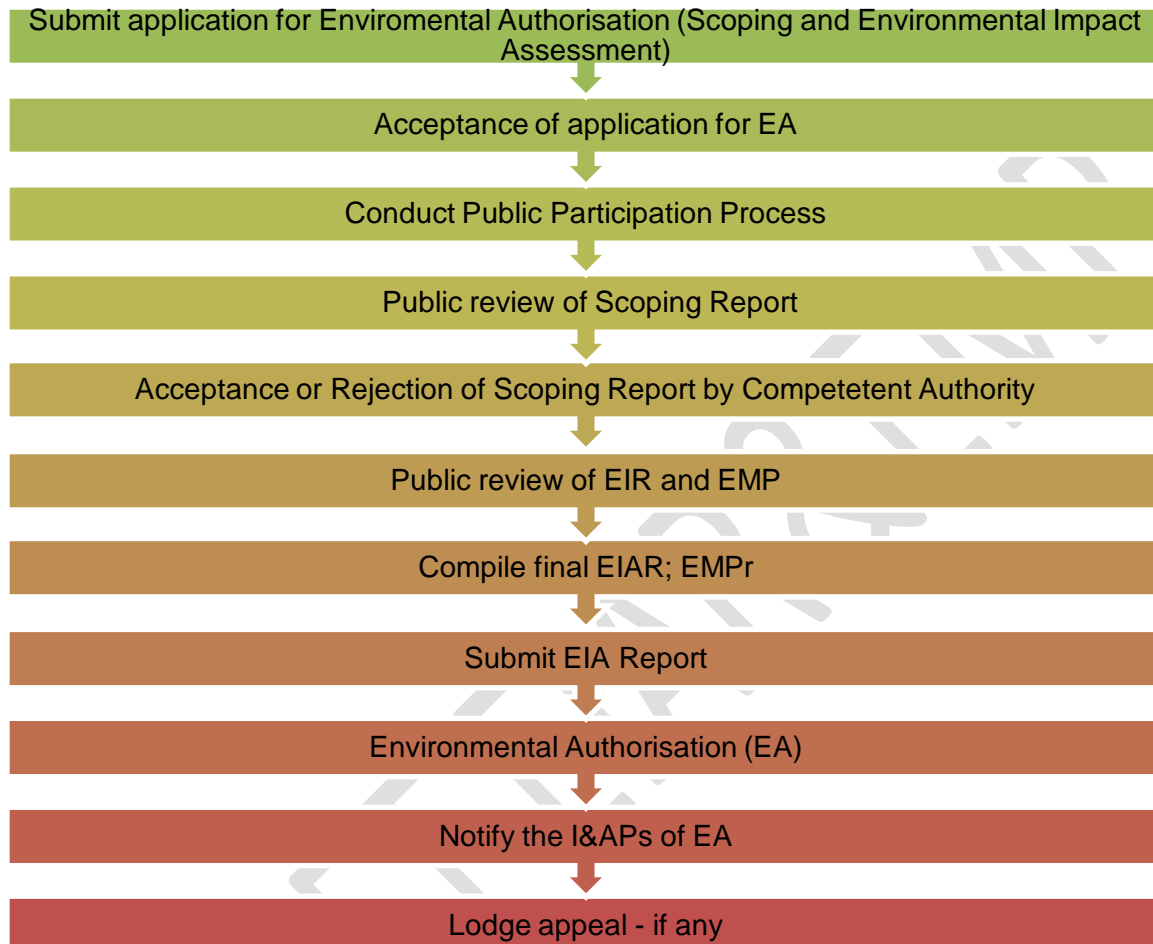 Submit application for Enviromental Authorisation (Scoping and Environmental Impact
Assessment)
Acceptance of application for EA
Conduct Public Participation Process
Public review of Scoping Report
Acceptance or Rejection of Scoping Report by Competetent Authority
Public review of EIR and EMP
Compile final EIAR; EMPr
Submit EIA Report
Environmental Authorisation (EA)
Notify the I&APs of EA
Lodge appeal - if any